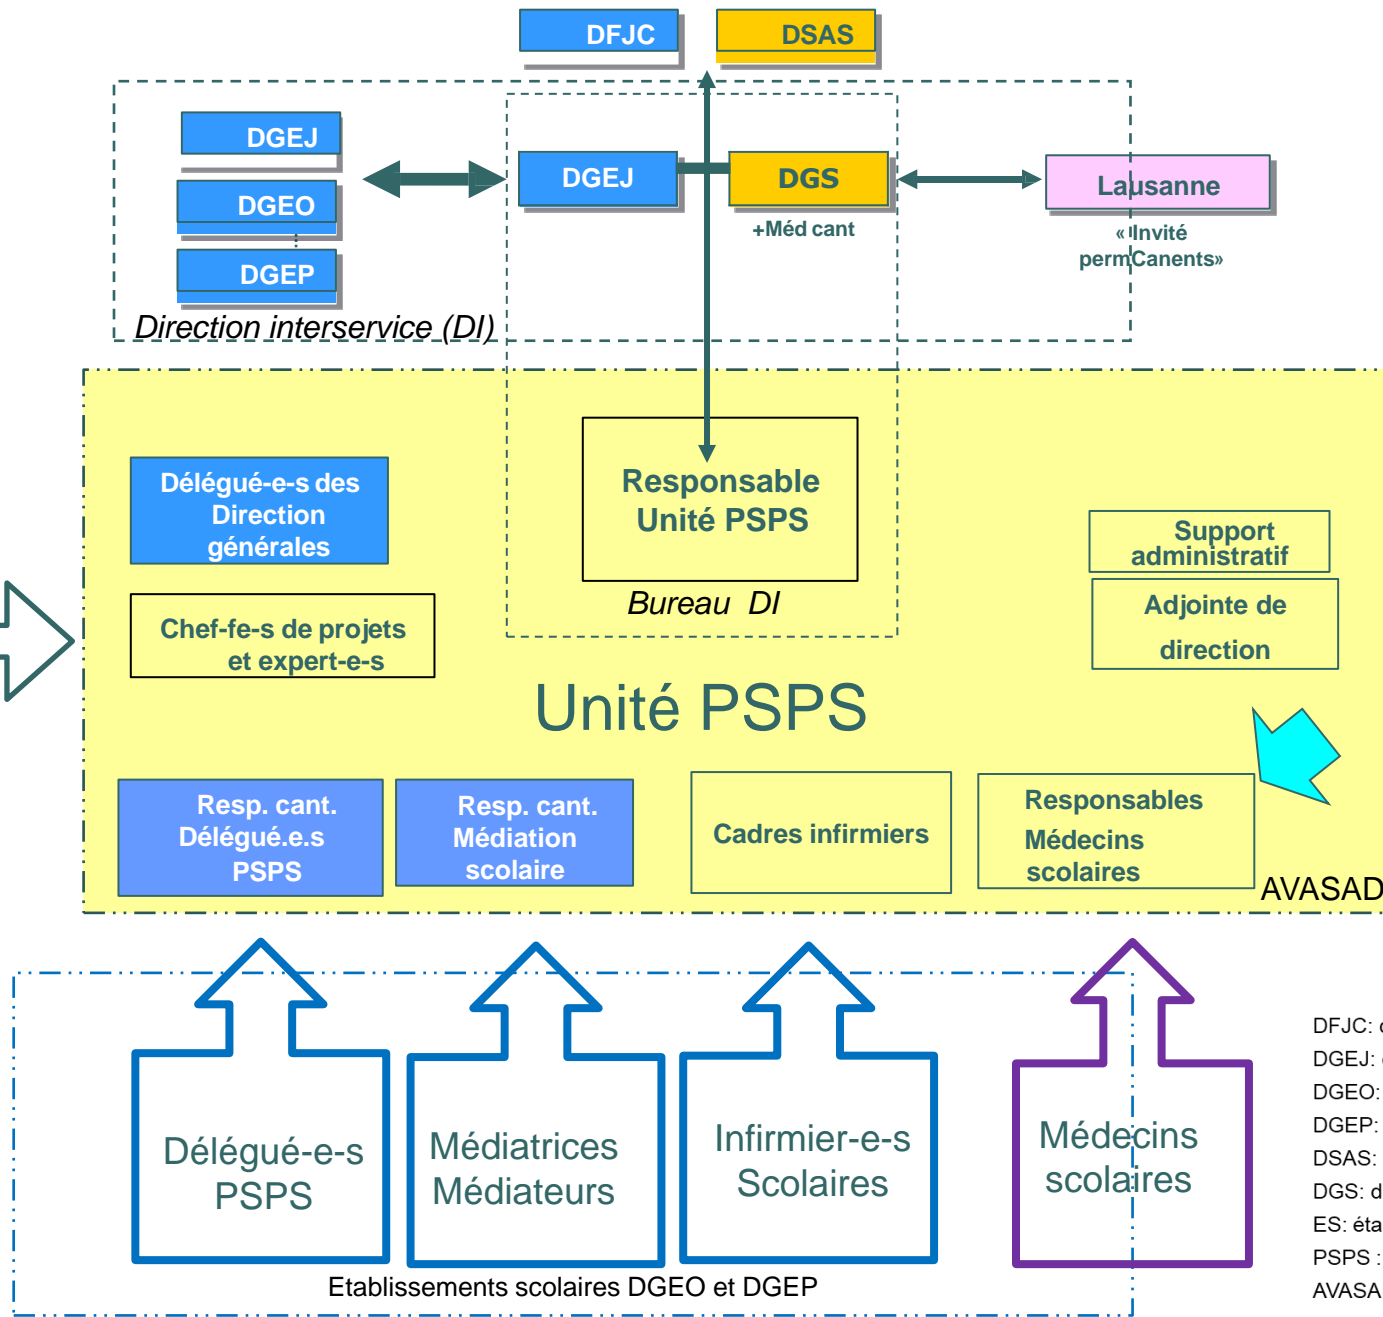 DFJC
DSAS
DGEJ
DGEO
DGEP
DGEJ
DGS
+Méd cant
Lausanne
« Invité
permCanents»
Direction interservice (DI)
Délégué-e-s des
Direction
générales
Responsable
Unité PSPS
Bureau DI
Support
administratif
Adjointe de
direction
Chef-fe-s de projets
et expert-e-s
Unité PSPS
Resp. cant.
Délégué.e.s
PSPS
Resp. cant.
Médiation
scolaire
Cadres infirmiers
Responsables
Médecins
scolaires
AVASAD
Délégué-e-s
PSPS
Médiatrices
Médiateurs
Infirmier-e-s
Scolaires
Médecins
scolaires
Etablissements scolaires DGEO et DGEP
DFJC:
DGEJ:
DGEO:
DGEP:
DSAS:
DGS: d
ES: éta
PSPS :
AVASA